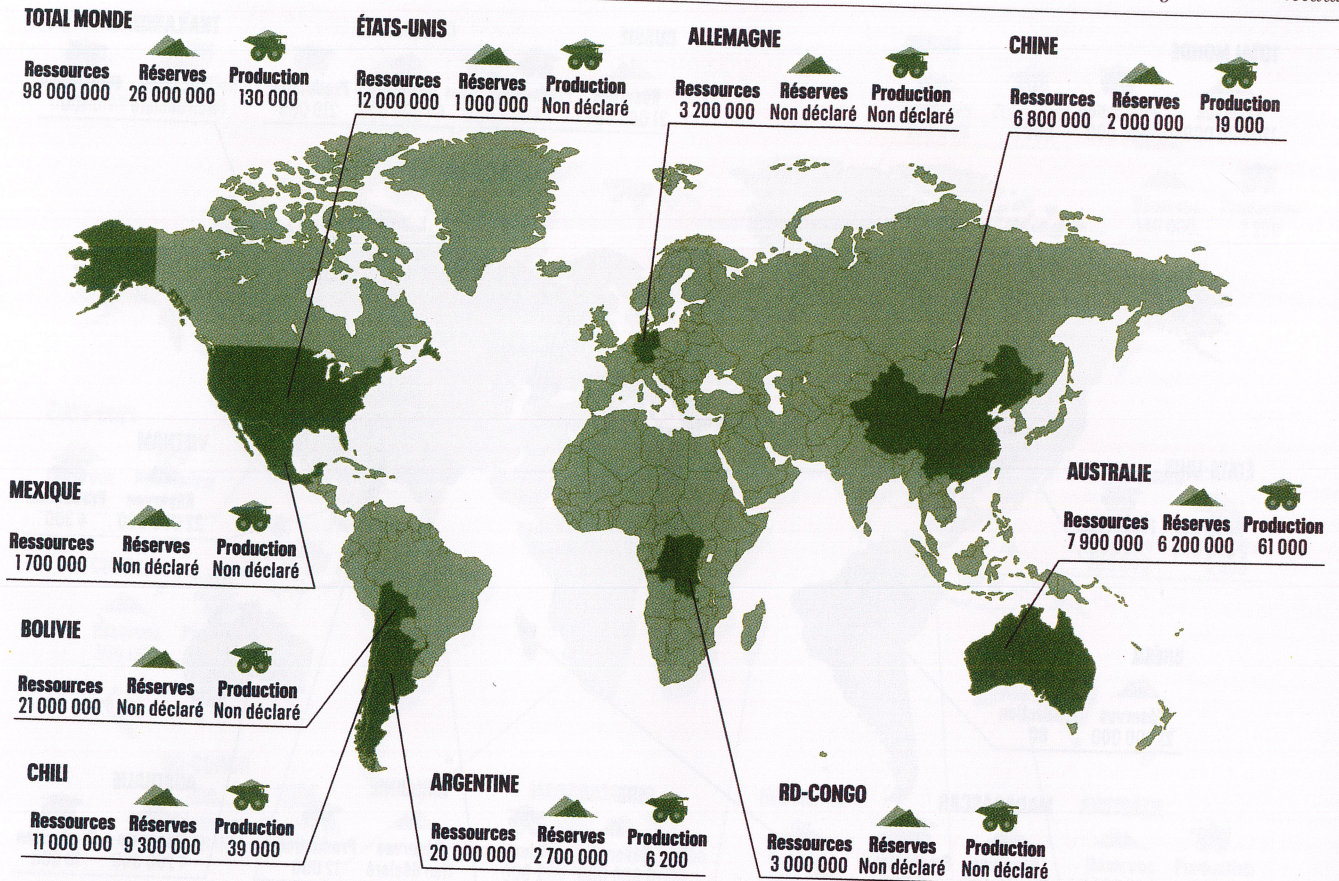 TOTAL MONDE
Ressources Réserves Production
98 000 000 26 000 000 130 000
ÉTATS-UNIS
Ressources Réserves Production
12 000 000 1 000 000 Non déclaré
ALLEMAGNE
Ressources Réserves Production
3 200 000 Non déclaré Non déclaré
CHINE
Ressources Réserves Production
6 800 000 2 000 000 19 000
MEXIQUE
Ressources Réserves Production
1 700 000 Non déclaré Non déclaré
AUSTRALIE
Ressources Réserves Production
7 900 000 6 200 000 61 000
BOLIVIE
Ressources Réserves Production
21 000 000 Non déclaré Non déclaré
CHILI
Ressources Réserves Production
11 000 000 9 300 000 39 000
ARGENTINE
Ressources Réserves Production
20 000 000 2 700 000 6 200
RD-CONGO
Ressources Réserves Production
3 000 000 Non déclaré Non déclaré